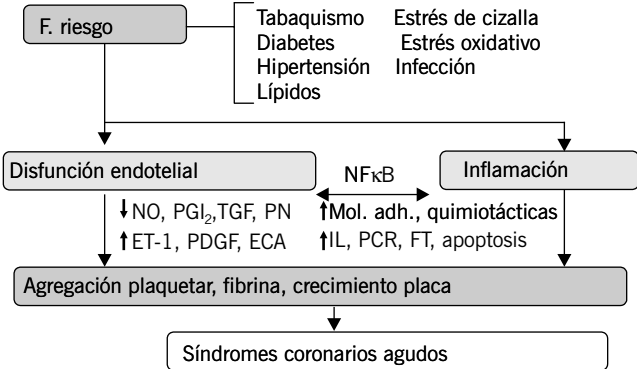 F. riesgo
Tabaquismo Estrés de cizalla
Diabetes Estrés oxidativo
Hipertensión Infección
Lípidos
Disfunción endotelial
NFκB
Inflamación
↓NO, PGI₂,TGF, PN
↑ET-1, PDGF, ECA
↑Mol. adh., quimiotácticas
↑IL, PCR, FT, apoptosis
Agregación plaquetar, fibrina, crecimiento placa
Síndromes coronarios agudos